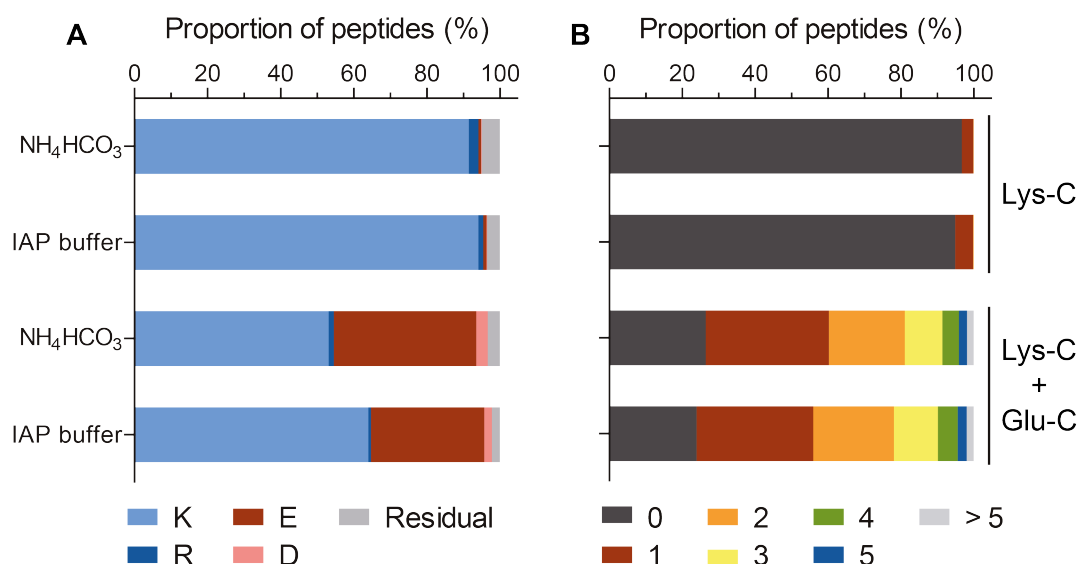 A Proportion of peptides (%)
0 20 40 60 80 100
NH₄HCO₃
IAP buffer
NH₄HCO₃
IAP buffer
K E Residual
R D
B Proportion of peptides (%)
0 20 40 60 80 100
Lys-C
Lys-C
+
Glu-C
0 2 4 > 5
1 3 5